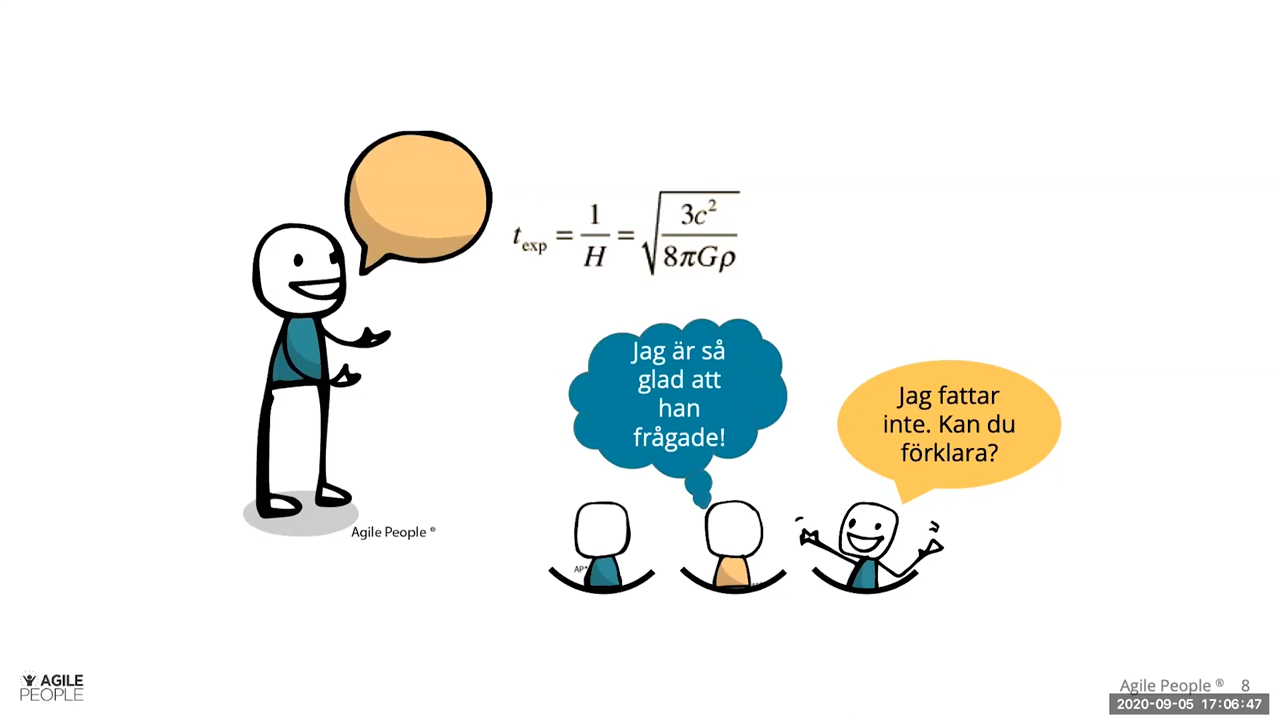 t_exp = 1/H = √(3c²/8πGρ)
Jag är så
glad att
han
frågade!
Jag fattar
inte. Kan du
förklara?
Agile People ®
AP®
AGILE
PEOPLE
Agile People ® 8
2020-09-05 17:06:47